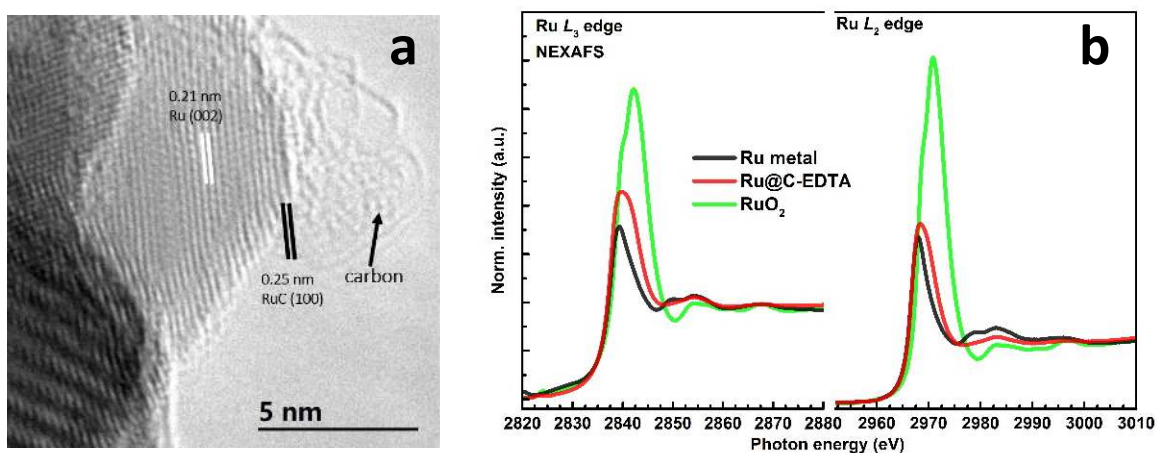 a
0.21 nm
Ru (002)
0.25 nm
RuC (100)
carbon
5 nm
b
Ru L₃ edge
NEXAFS
Ru L₂ edge
Ru metal
Ru@C-EDTA
RuO₂
Norm. intensity (a.u.)
2820 2830 2840 2850 2860 2870 2880 2960 2970 2980 2990 3000 3010
Photon energy (eV)